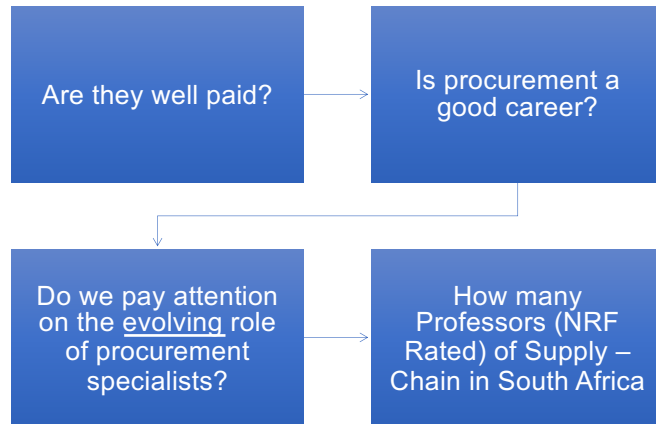 Are they well paid?
Is procurement a
good career?
Do we pay attention
on the evolving role
of procurement
specialists?
How many
Professors (NRF
Rated) of Supply –
Chain in South Africa